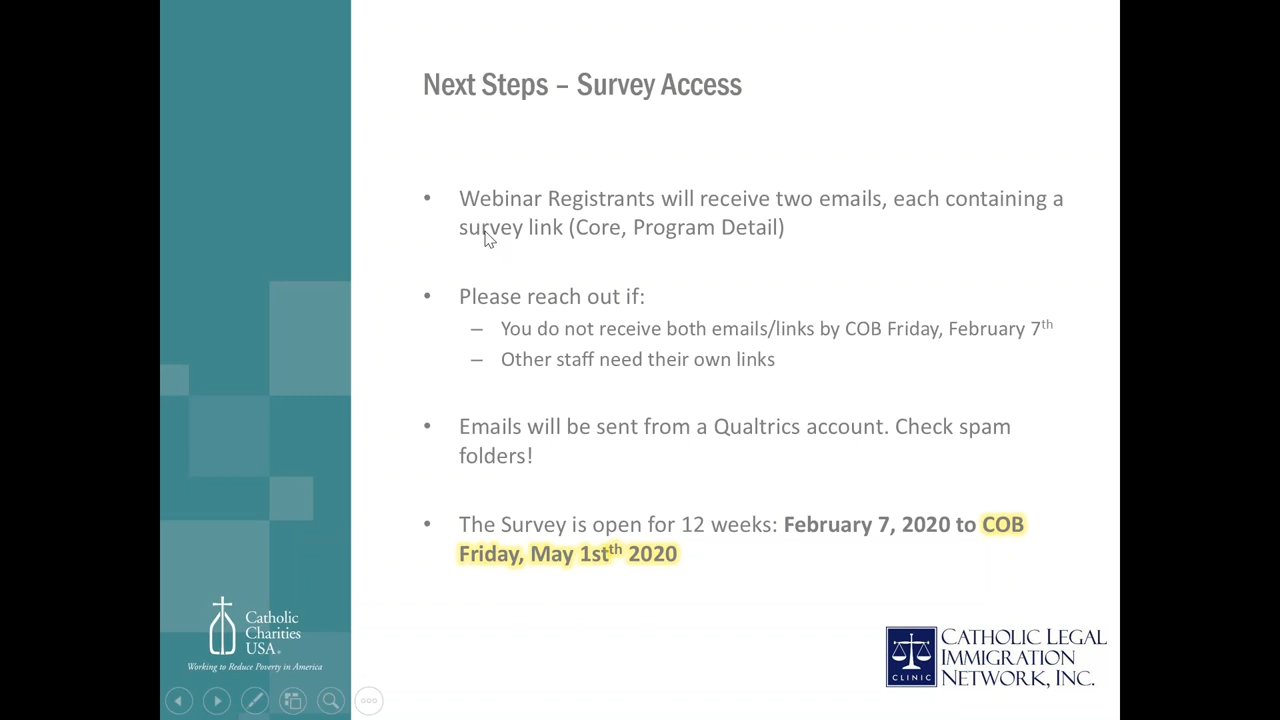 Next Steps – Survey Access
• Webinar Registrants will receive two emails, each containing a
survey link (Core, Program Detail)
• Please reach out if:
– You do not receive both emails/links by COB Friday, February 7th
– Other staff need their own links
• Emails will be sent from a Qualtrics account. Check spam
folders!
• The Survey is open for 12 weeks: February 7, 2020 to COB
Friday, May 1stth 2020
Catholic
Charities
USA®
Working to Reduce Poverty in America
CLINIC
CATHOLIC LEGAL
IMMIGRATION
NETWORK, INC.